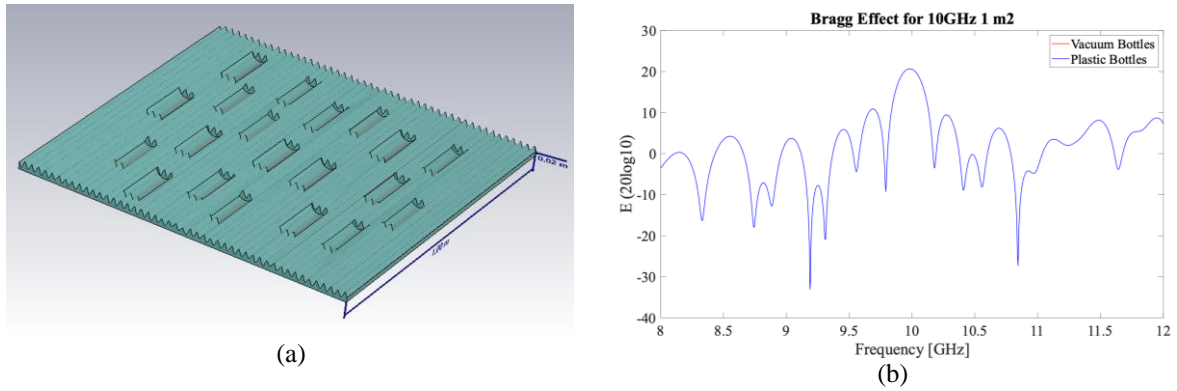 0.02 m
(a)
Bragg Effect for 10GHz 1 m2
Vacuum Bottles
Plastic Bottles
E (20log10)
30
20
10
0
-10
-20
-30
-40
8
8.5
9
9.5
10
10.5
11
11.5
12
Frequency [GHz]
(b)